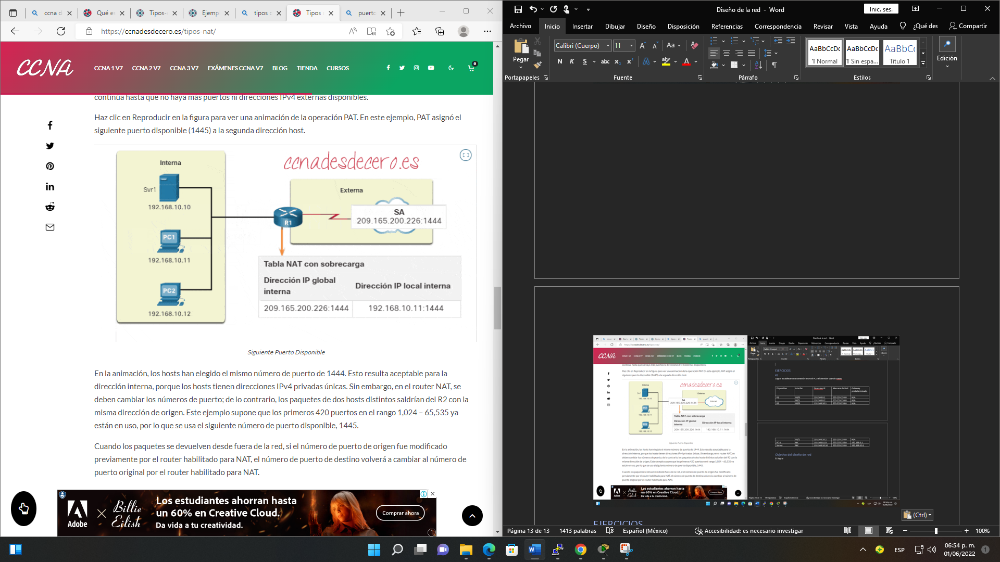 ccna d
Qué es
Tipos-
Ejempl
tipos d
Tipos
puerto
https://ccnadesdecero.es/tipos-nat/
CCNA
CCNA 1 V7
CCNA 2 V7
CCNA 3 V7
EXÁMENES CCNA V7
BLOG
TIENDA
CURSOS
0
continúa hasta que no haya más puertos ni direcciones IPv4 externas disponibles.
Haz clic en Reproducir en la figura para ver una animación de la operación PAT. En este ejemplo, PAT asignó el
siguiente puerto disponible (1445) a la segunda dirección host.
ccnadesdecero.es
Interna
Svr1
192.168.10.10
PC1
192.168.10.11
PC2
192.168.10.12
Externa
R1
SA
209.165.200.226:1444
Tabla NAT con sobrecarga
Dirección IP global
interna
Dirección IP local interna
209.165.200.226:1444
192.168.10.11:1444
Siguiente Puerto Disponible
En la animación, los hosts han elegido el mismo número de puerto de 1444. Esto resulta aceptable para la
dirección interna, porque los hosts tienen direcciones IPv4 privadas únicas. Sin embargo, en el router NAT, se
deben cambiar los números de puerto; de lo contrario, los paquetes de dos hosts distintos saldrían del R2 con la
misma dirección de origen. Este ejemplo supone que los primeros 420 puertos en el rango 1,024 – 65,535 ya
están en uso, por lo que se usa el siguiente número de puerto disponible, 1445.
Cuando los paquetes se devuelven desde fuera de la red, si el número de puerto de origen fue modificado
previamente por el router habilitado para NAT, el número de puerto de destino volverá a cambiar al número de
puerto original por el router habilitado para NAT.
Adobe
Billie
Eilish
Los estudiantes ahorran hasta
un 60% en Creative Cloud.
Da vida a tu creatividad.
Comprar ahora
Diseño de la red - Word
Inic. ses.
Archivo
Inicio
Insertar
Dibujar
Diseño
Disposición
Referencias
Correspondencia
Revisar
Vista
Ayuda
¿Qué des
Compartir
Pegar
Portapapeles
Calibri (Cuerpo)
11
N K S abc x₂ x²
Fuente
Párrafo
AaBbCcDc
¶ Normal
AaBbCcDc
¶ Sin espa...
AaBbCc
Título 1
Estilos
Edición
EJERCICIOS
#1
Objetivo del diseño de red
Es lograr
EJERCICIOS
(Ctrl)
Página 13 de 13
1413 palabras
Español (México)
Accesibilidad: es necesario investigar
100%
ESP
06:54 p. m.
01/06/2022
1